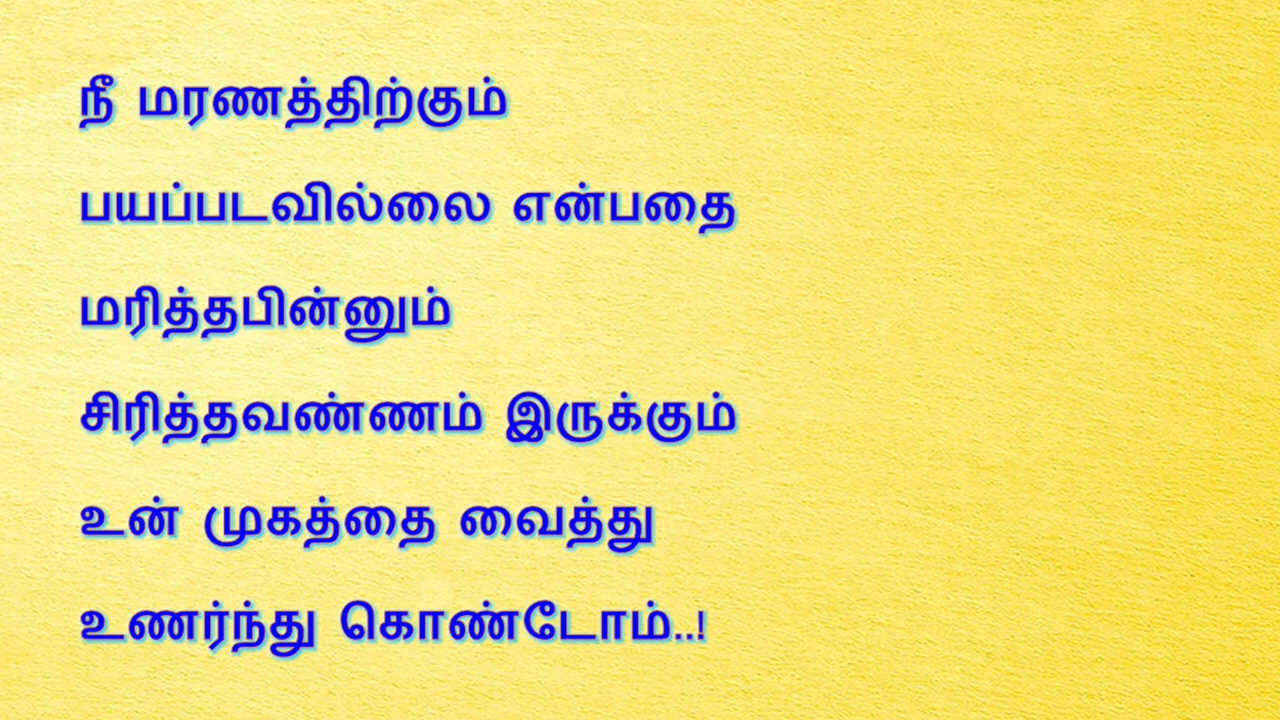 நீ மரணத்திற்கும்
பயப்படவில்லை என்பதை
மரித்தபின்னும்
சிரித்தவண்ணம் இருக்கும்
உன் முகத்தை வைத்து
உணர்ந்து கொண்டோம்..!